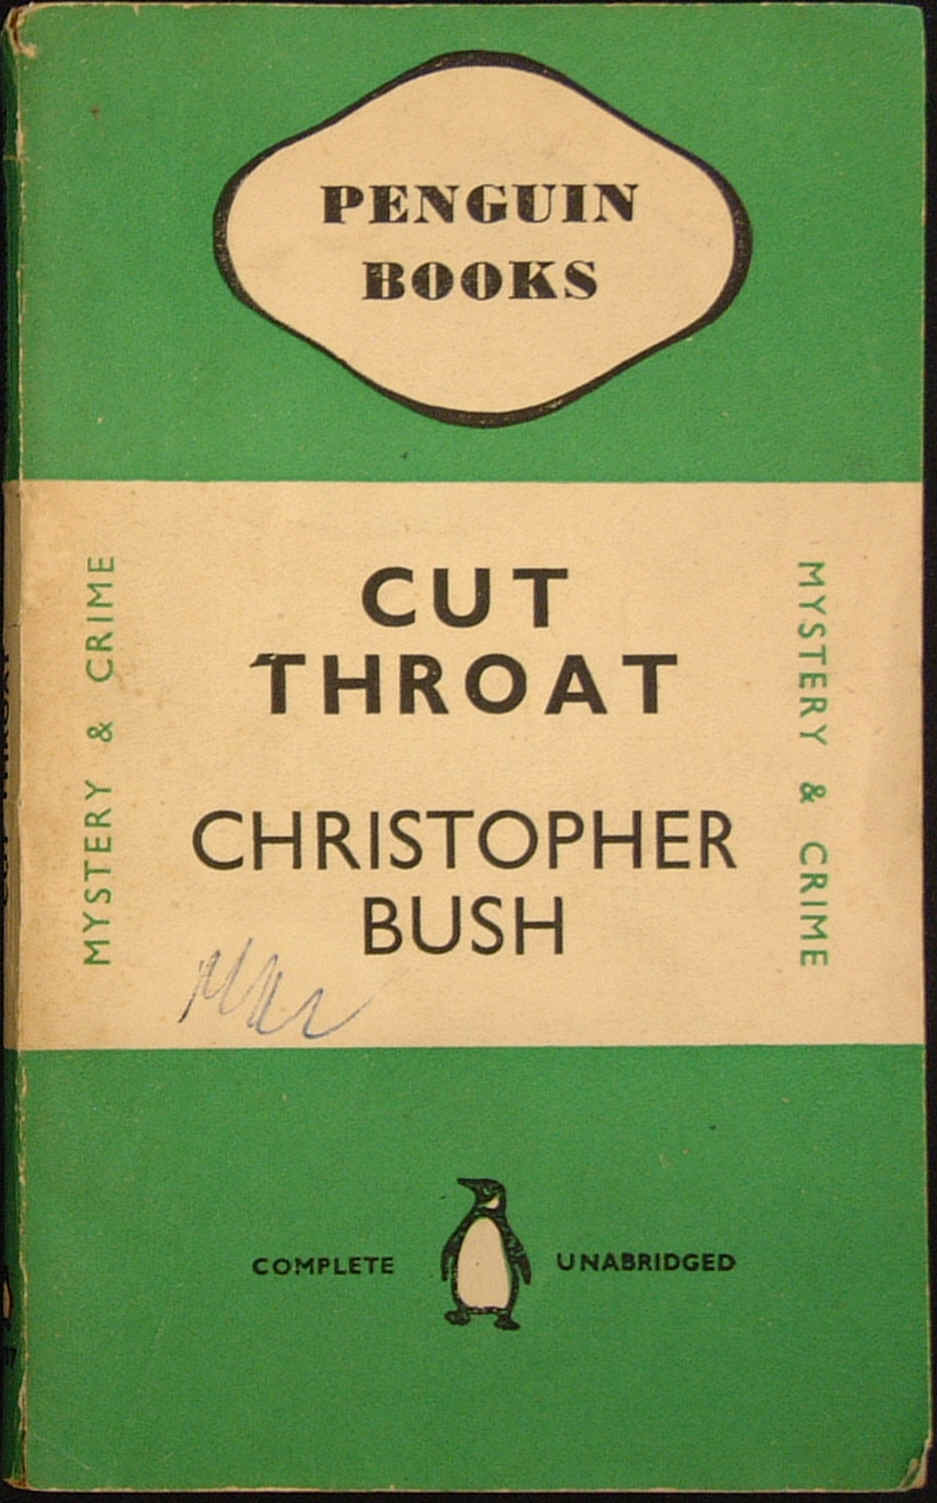 PENGUIN
BOOKS
MYSTERY & CRIME
CUT
THROAT
CHRISTOPHER
BUSH
MYSTERY & CRIME
COMPLETE
UNABRIDGED